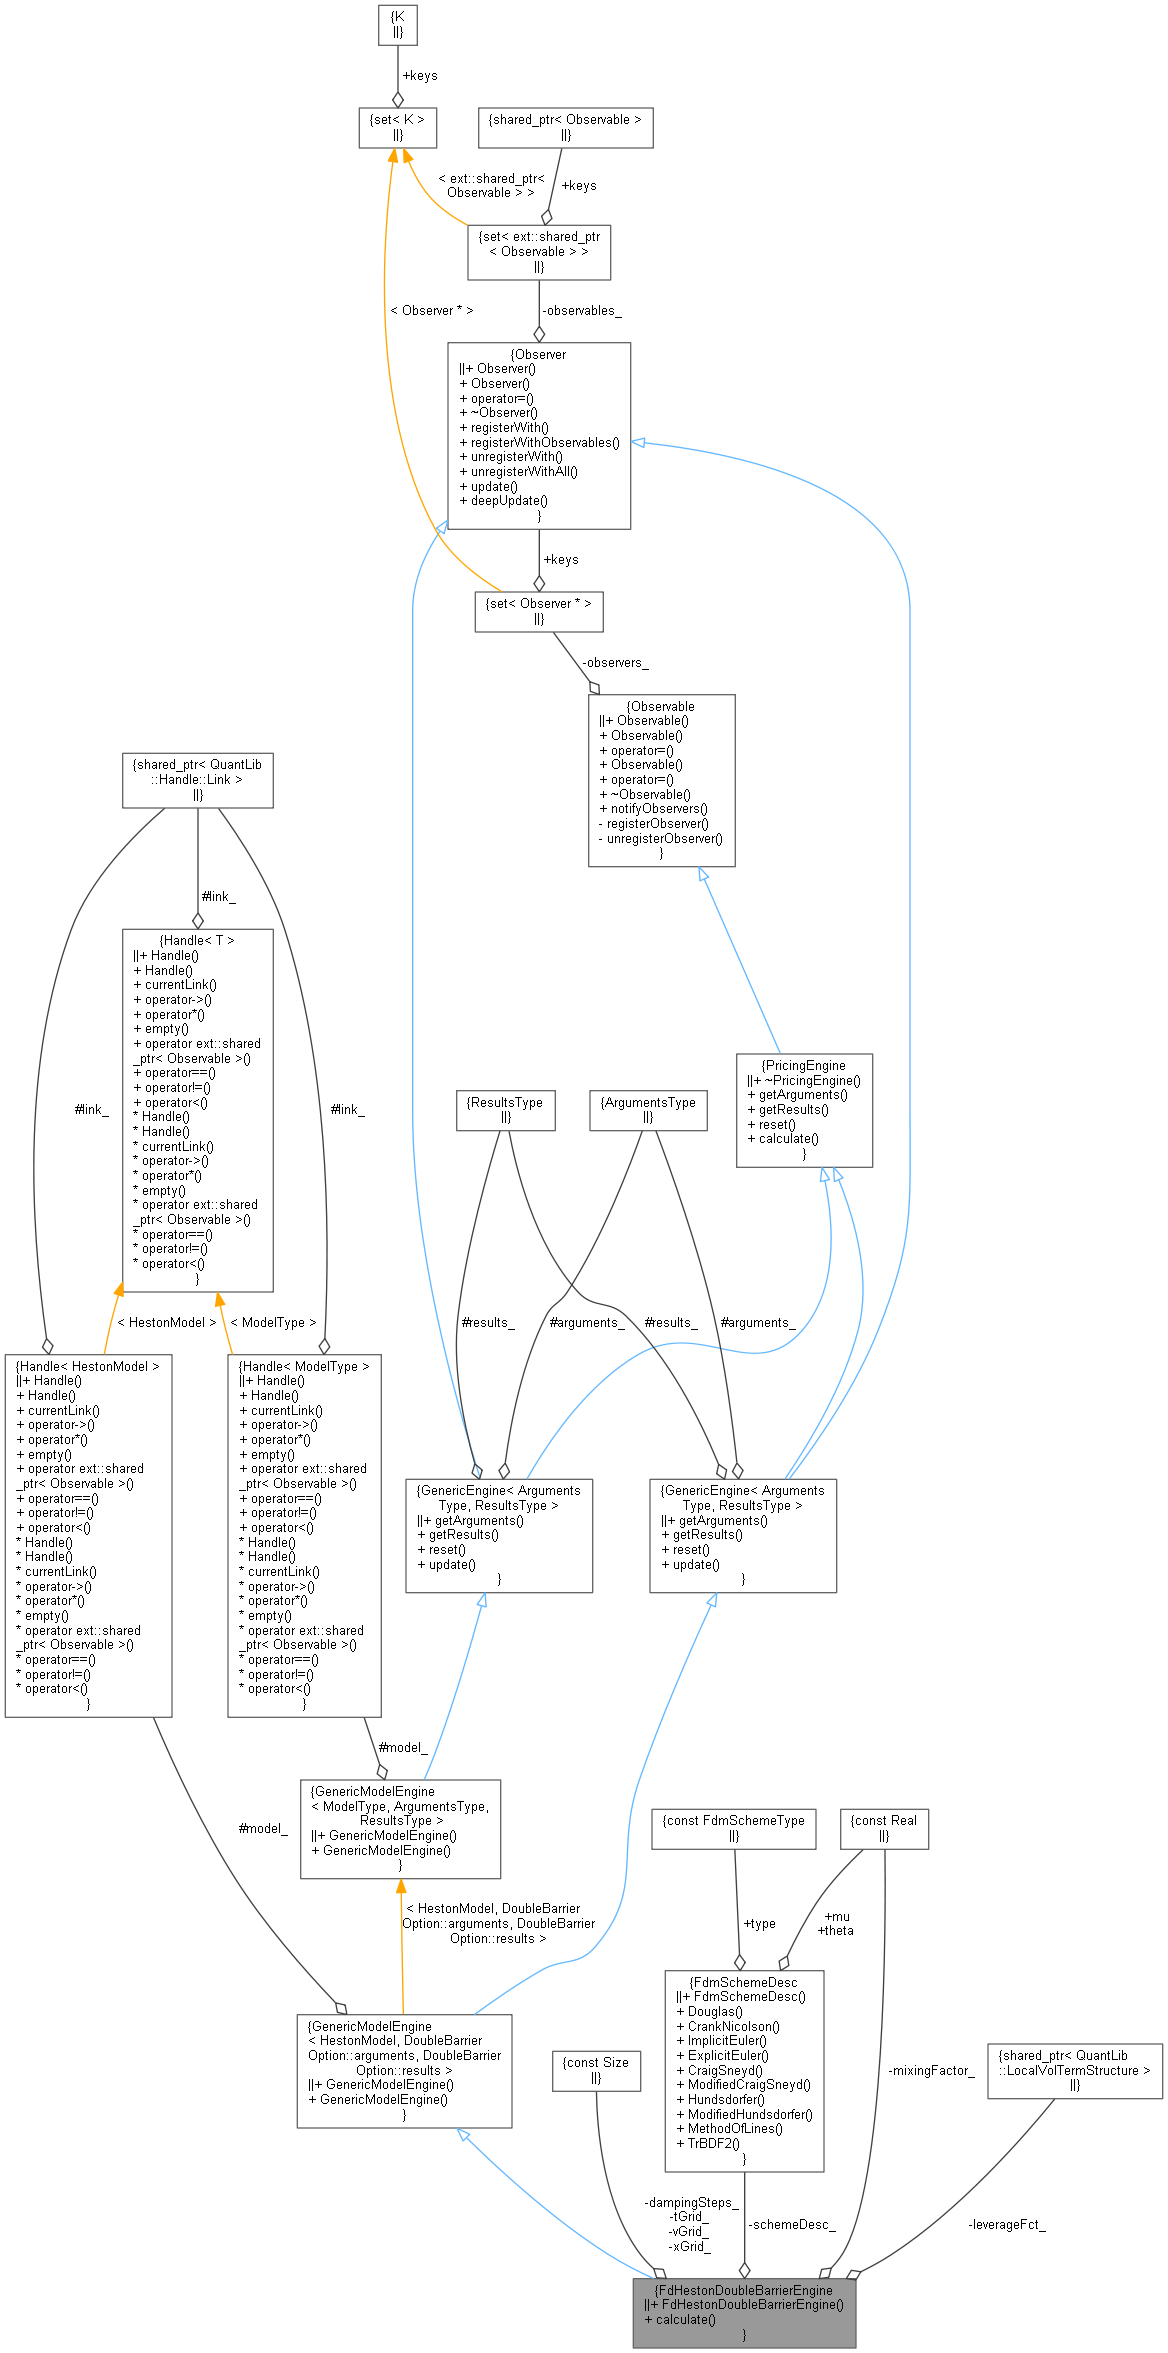 {K
||}
+keys
{set< K >
||}
{shared_ptr< Observable >
||}
< ext::shared_ptr<
Observable > >
+keys
{set< ext::shared_ptr
< Observable > >
||}
< Observer * >
-observables_
{Observer
||+ Observer()
+ Observer()
+ operator=()
+ ~Observer()
+ registerWith()
+ registerWithObservables()
+ unregisterWith()
+ unregisterWithAll()
+ update()
+ deepUpdate()
}
+keys
{set< Observer * >
||}
-observers_
{Observable
||+ Observable()
+ Observable()
+ operator=()
+ Observable()
+ operator=()
+ ~Observable()
+ notifyObservers()
- registerObserver()
- unregisterObserver()
}
{shared_ptr< QuantLib
::Handle::Link >
||}
#link_
{Handle< T >
||+ Handle()
+ Handle()
+ currentLink()
+ operator->()
+ operator*()
+ empty()
+ operator ext::shared
_ptr< Observable >()
+ operator==()
+ operator!=()
+ operator<()
* Handle()
* Handle()
* currentLink()
* operator->()
* operator*()
* empty()
* operator ext::shared
_ptr< Observable >()
* operator==()
* operator!=()
* operator<()
}
#link_
#link_
{PricingEngine
||+ ~PricingEngine()
+ getArguments()
+ getResults()
+ reset()
+ calculate()
}
{ResultsType
||}
{ArgumentsType
||}
< HestonModel >
< ModelType >
#results_
#arguments_
#results_
#arguments_
{Handle< HestonModel >
||+ Handle()
+ Handle()
+ currentLink()
+ operator->()
+ operator*()
+ empty()
+ operator ext::shared
_ptr< Observable >()
+ operator==()
+ operator!=()
+ operator<()
* Handle()
* Handle()
* currentLink()
* operator->()
* operator*()
* empty()
* operator ext::shared
_ptr< Observable >()
* operator==()
* operator!=()
* operator<()
}
{Handle< ModelType >
||+ Handle()
+ Handle()
+ currentLink()
+ operator->()
+ operator*()
+ empty()
+ operator ext::shared
_ptr< Observable >()
+ operator==()
+ operator!=()
+ operator<()
* Handle()
* Handle()
* currentLink()
* operator->()
* operator*()
* empty()
* operator ext::shared
_ptr< Observable >()
* operator==()
* operator!=()
* operator<()
}
{GenericEngine< Arguments
Type, ResultsType >
||+ getArguments()
+ getResults()
+ reset()
+ update()
}
{GenericEngine< Arguments
Type, ResultsType >
||+ getArguments()
+ getResults()
+ reset()
+ update()
}
#model_
{GenericModelEngine
< ModelType, ArgumentsType,
ResultsType >
||+ GenericModelEngine()
+ GenericModelEngine()
}
#model_
{const FdmSchemeType
||}
{const Real
||}
< HestonModel, DoubleBarrier
Option::arguments, DoubleBarrier
Option::results >
+type
+mu
+theta
{FdmSchemeDesc
||+ FdmSchemeDesc()
+ Douglas()
+ CrankNicolson()
+ ImplicitEuler()
+ ExplicitEuler()
+ CraigSneyd()
+ ModifiedCraigSneyd()
+ Hundsdorfer()
+ ModifiedHundsdorfer()
+ MethodOfLines()
+ TrBDF2()
}
{GenericModelEngine
< HestonModel, DoubleBarrier
Option::arguments, DoubleBarrier
Option::results >
||+ GenericModelEngine()
+ GenericModelEngine()
}
{const Size
||}
-mixingFactor_
{shared_ptr< QuantLib
::LocalVolTermStructure >
||}
-dampingSteps_
-tGrid_
-vGrid_
-xGrid_
-schemeDesc_
-leverageFct_
{FdHestonDoubleBarrierEngine
||+ FdHestonDoubleBarrierEngine()
+ calculate()
}